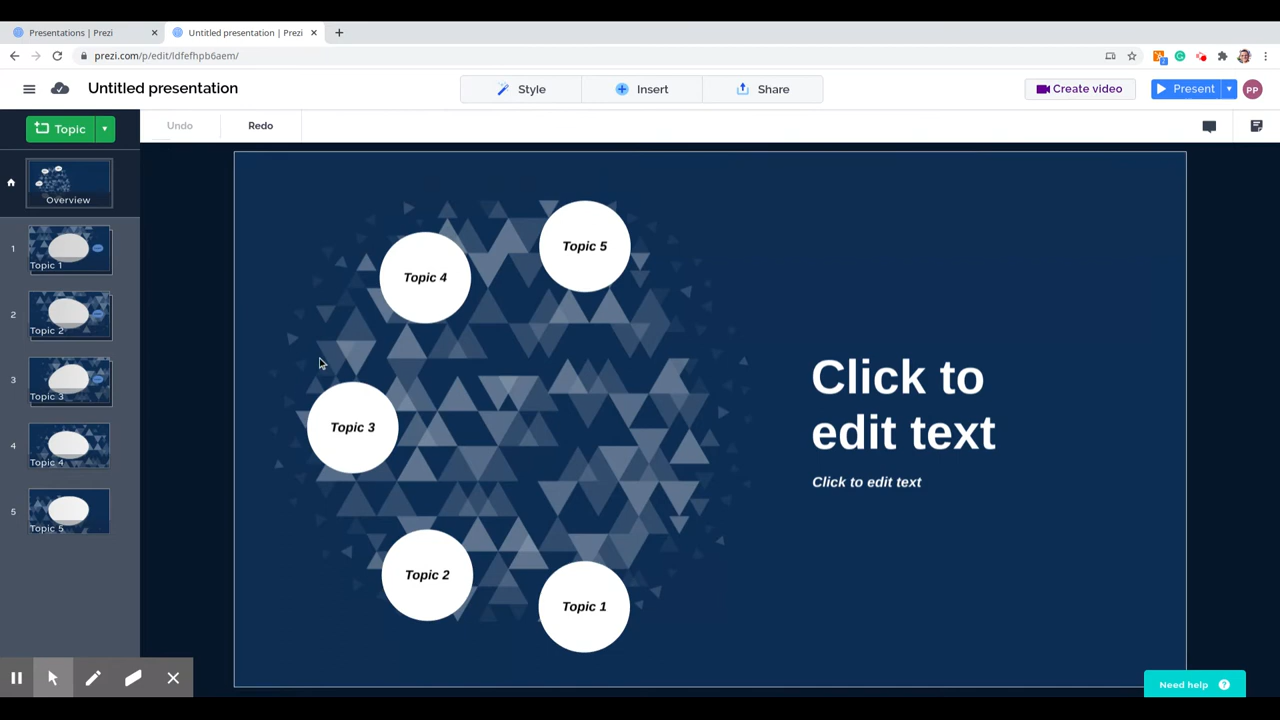 Presentations | Prezi
Untitled presentation | Prezi
prezi.com/p/edit/ldfefhpb6aem/
Untitled presentation
Style
Insert
Share
Create video
Present
PP
Topic
Undo
Redo
Overview
1
Topic 1
2
Topic 2
3
Topic 3
4
Topic 4
5
Topic 5
Topic 5
Topic 4
Topic 3
Topic 2
Topic 1
Click to
edit text
Click to edit text
Need help ?